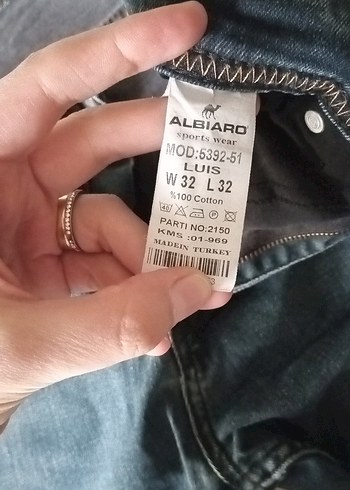 ALBIARO
sports wear
MOD:5392-51
LUIS
W 32 L 32
%100 Cotton
PARTI NO:2150
KMS :01-969
MADEIN TURKEY